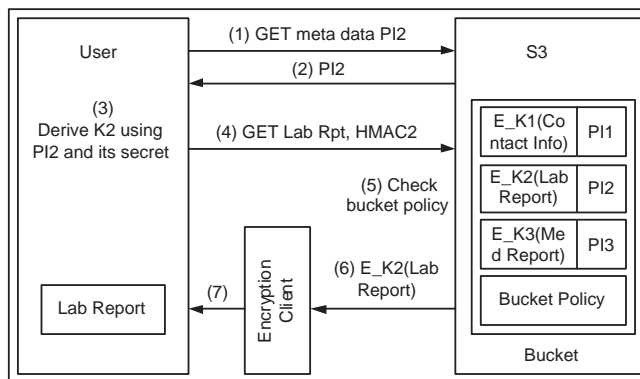 User
(1) GET meta data PI2
S3
(2) PI2
(3)
Derive K2 using
PI2 and its secret
(4) GET Lab Rpt, HMAC2
E_K1(Co
ntact Info)
PI1
(5) Check
bucket policy
E_K2(Lab
Report)
PI2
E_K3(Me
d Report)
PI3
Lab Report
(7)
Encryption
Client
(6) E_K2(Lab
Report)
Bucket Policy
Bucket